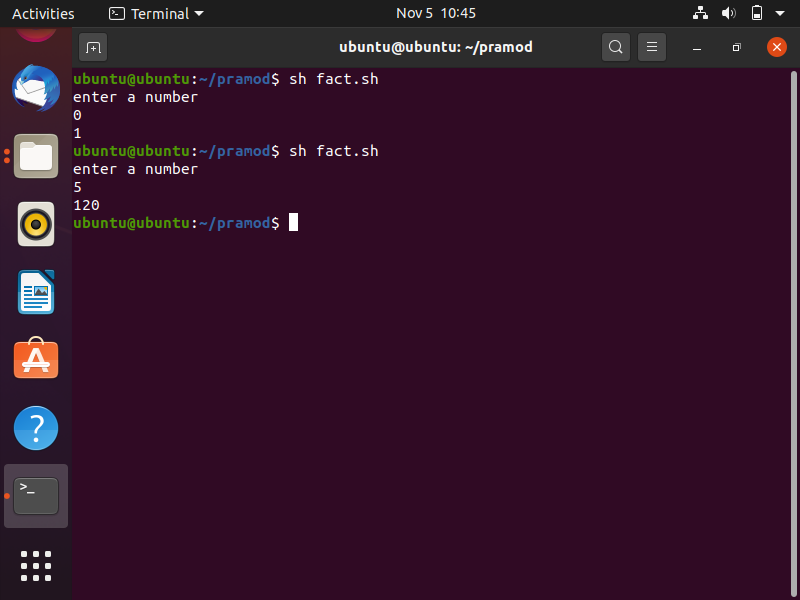 Activities Terminal Nov 5 10:45
ubuntu@ubuntu: ~/pramod
ubuntu@ubuntu:~/pramod$ sh fact.sh
enter a number
0
1
ubuntu@ubuntu:~/pramod$ sh fact.sh
enter a number
5
120
ubuntu@ubuntu:~/pramod$